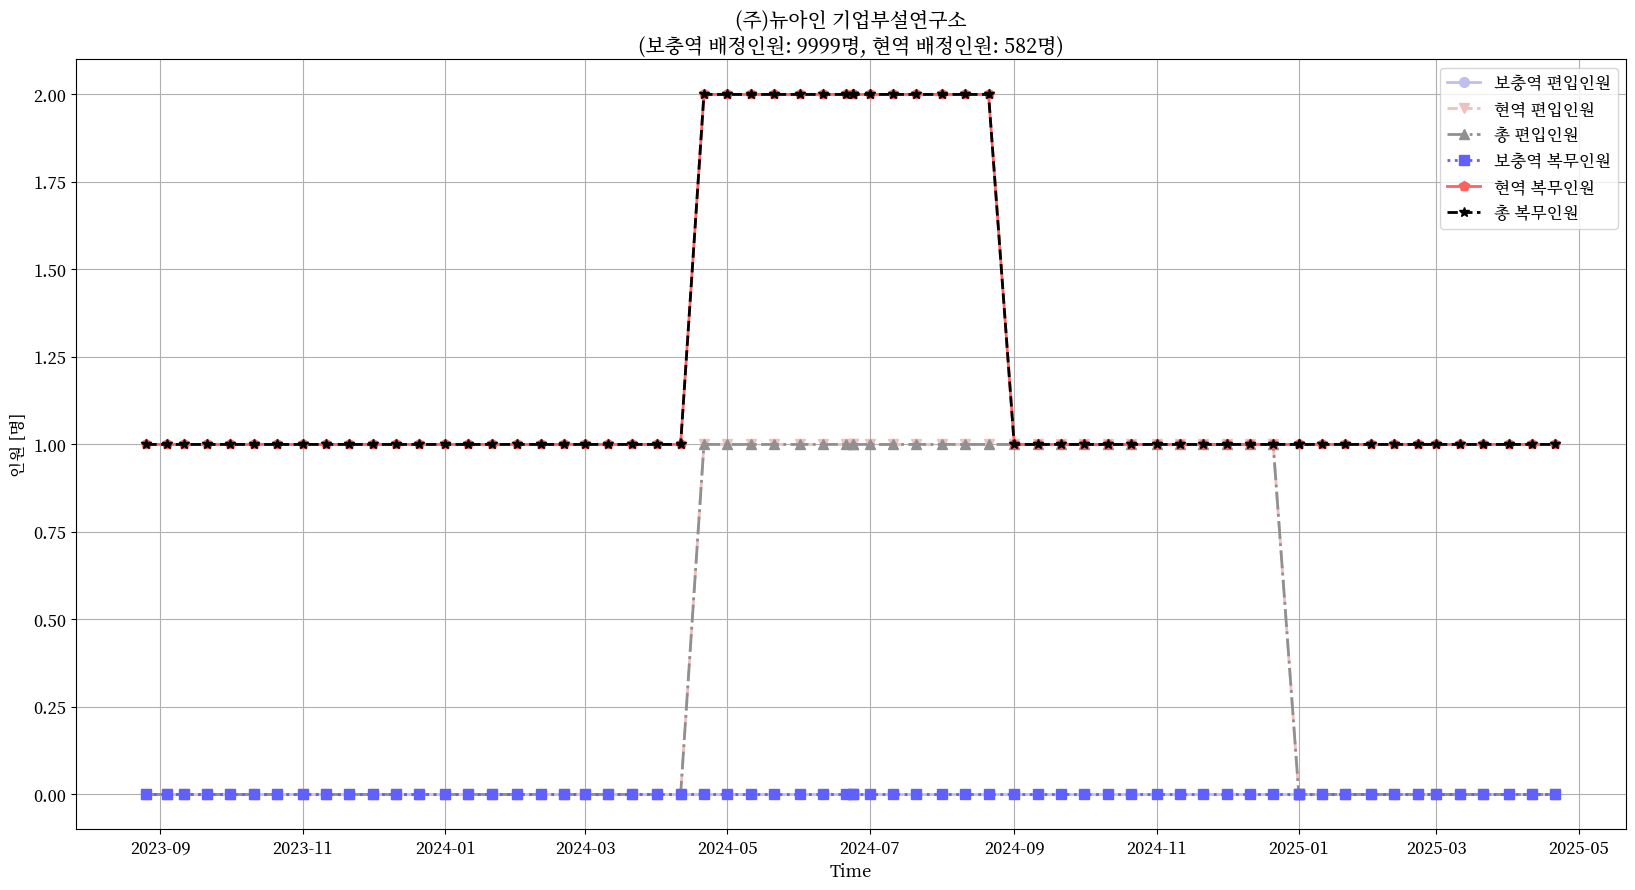 (주)뉴아인 기업부설연구소
(보충역 배정인원: 9999명, 현역 배정인원: 582명)
보충역 편입인원
현역 편입인원
총 편입인원
보충역 복무인원
현역 복무인원
총 복무인원
인원 [명]
2.00
1.75
1.50
1.25
1.00
0.75
0.50
0.25
0.00
2023-09 2023-11 2024-01 2024-03 2024-05 2024-07 2024-09 2024-11 2025-01 2025-03 2025-05
Time